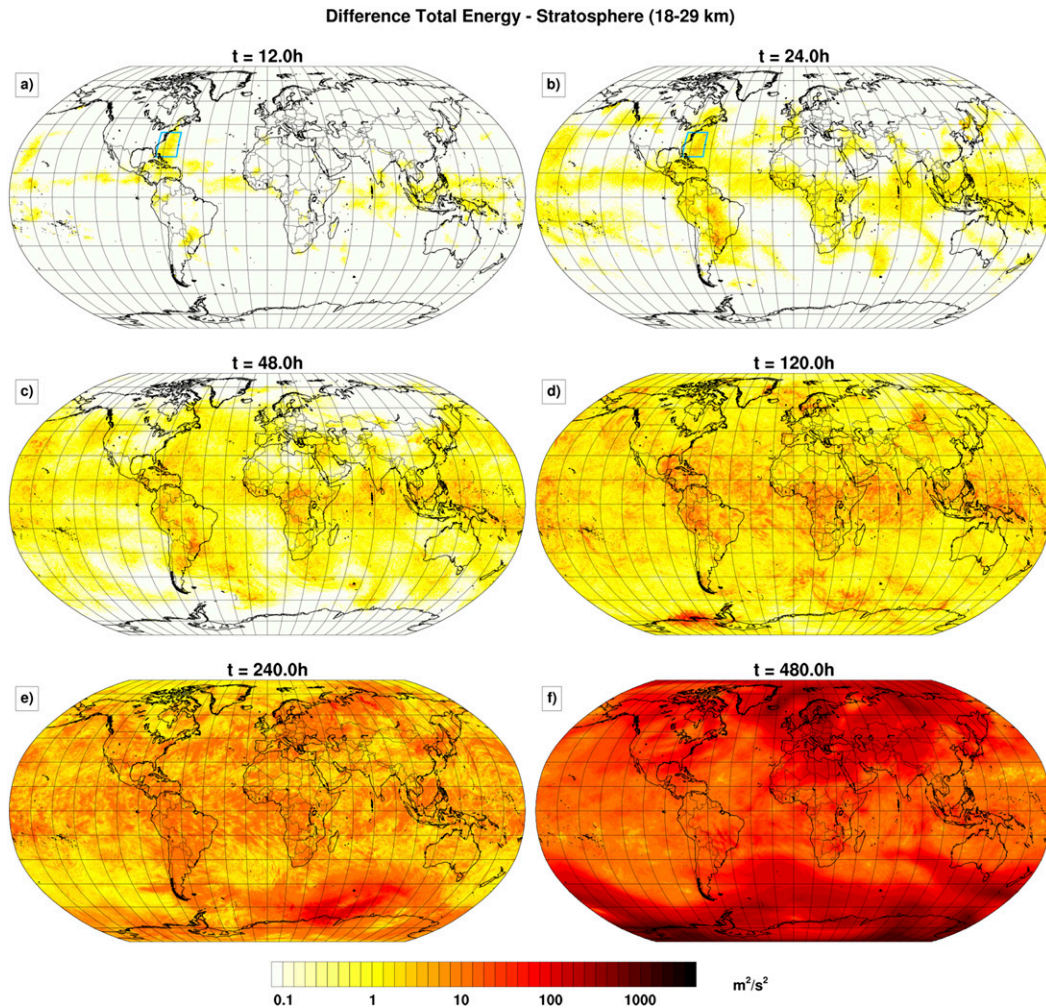 Difference Total Energy - Stratosphere (18-29 km)
t = 12.0h
t = 24.0h
a)
b)
t = 48.0h
t = 120.0h
c)
d)
t = 240.0h
t = 480.0h
e)
f)
0.1 1 10 100 1000 m²/s²